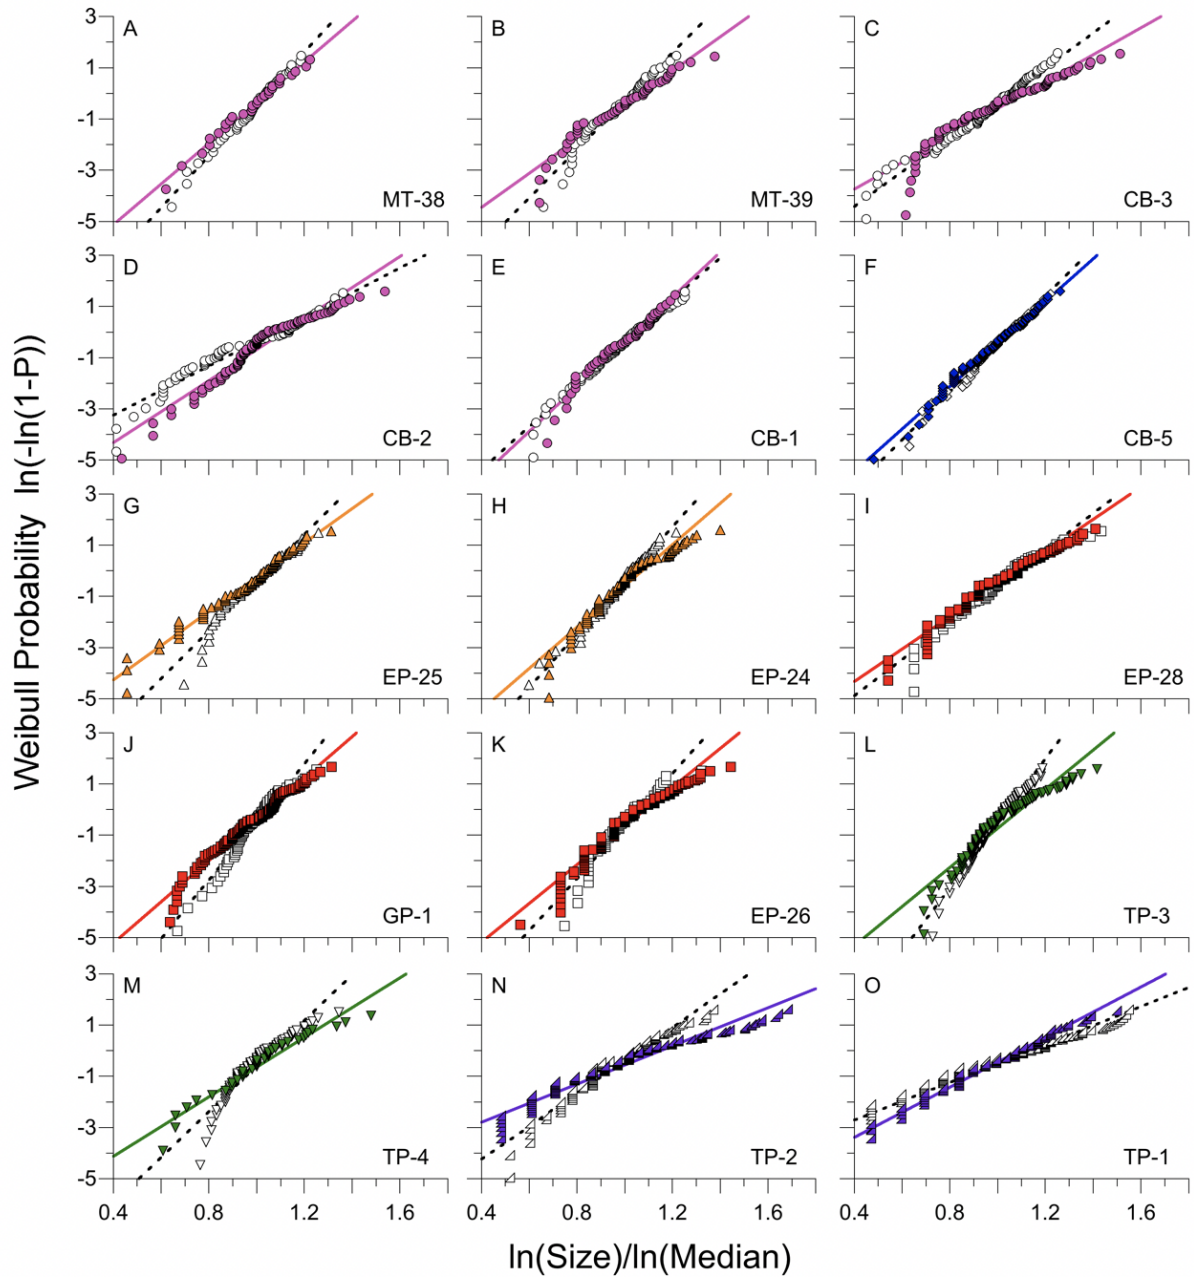 A B C
3
1
-1
-3
-5
MT-38 MT-39 CB-3
D E F
3
1
-1
-3
-5
CB-2 CB-1 CB-5
G H I
3
1
-1
-3
-5
EP-25 EP-24 EP-28
J K L
3
1
-1
-3
-5
GP-1 EP-26 TP-3
M N O
3
1
-1
-3
-5
TP-4 TP-2 TP-1
0.4 0.8 1.2 1.6 0.4 0.8 1.2 1.6 0.4 0.8 1.2 1.6
Weibull Probability ln(-ln(1-P))
ln(Size)/ln(Median)